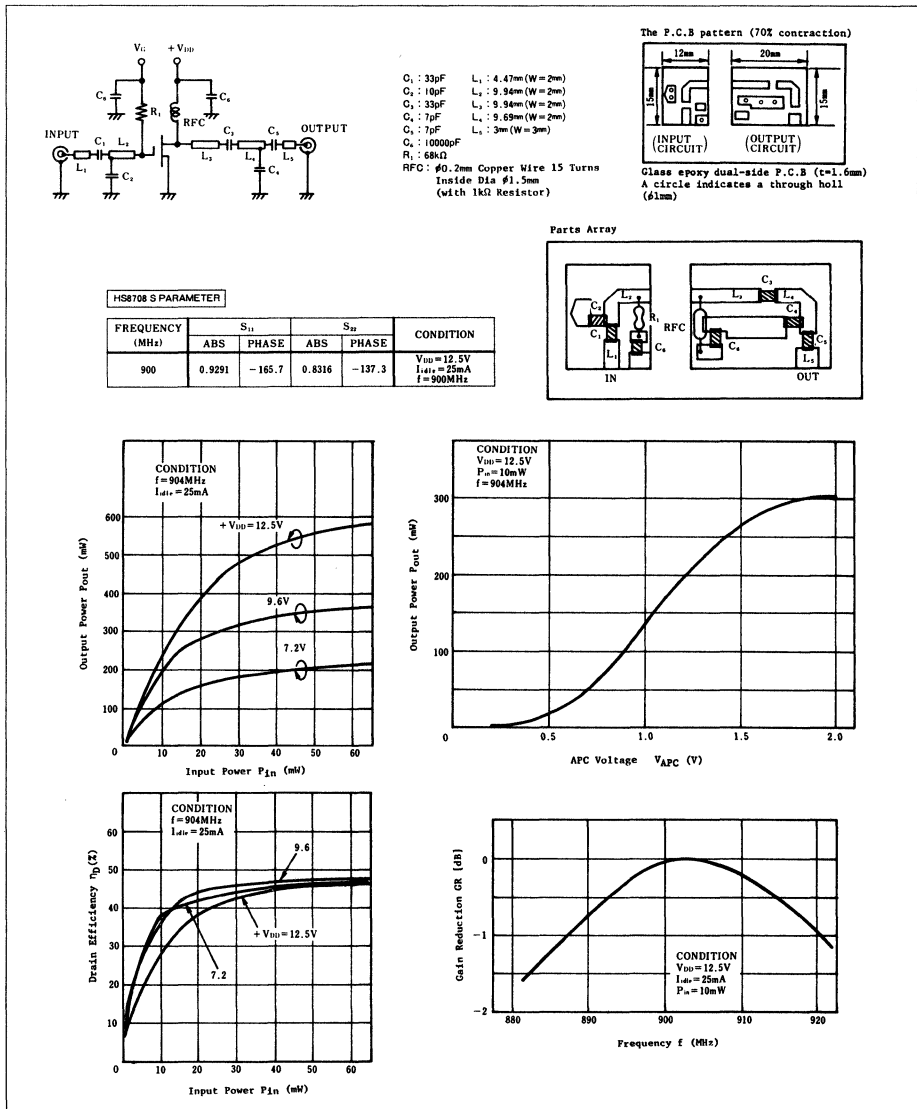 VG +VDD
C6 R1 RFC C6
INPUT C1 L2 C3 C5 OUTPUT
L1 C2 L3 L4 C4 L5
C1 : 33pF L1 : 4.47mm (W=2mm)
C2 : 10pF L2 : 9.94mm (W=2mm)
C3 : 33pF L3 : 9.94mm (W=2mm)
C4 : 7pF L4 : 9.69mm (W=2mm)
C5 : 7pF L5 : 3mm (W=3mm)
C6 : 10000pF
R1 : 68kΩ
RFC : φ0.2mm Copper Wire 15 Turns
Inside Dia φ1.5mm
(with 1kΩ Resistor)
The P.C.B pattern (70% contraction)
12mm 20mm
15mm 15mm
(INPUT CIRCUIT) (OUTPUT CIRCUIT)
Glass epoxy dual-side P.C.B (t=1.6mm)
A circle indicates a through holl
(φ1mm)
Parts Array
C2 L2 R1 C1 C6 L1 IN
RFC L3 C3 L4 C4 C6 C5 L5 OUT
HS8708 S PARAMETER
FREQUENCY (MHz) S11 S22 CONDITION
ABS PHASE ABS PHASE
900 0.9291 −165.7 0.8316 −137.3 VDD=12.5V
Iidle=25mA
f=900MHz
CONDITION
f=904MHz
Iidle=25mA
+VDD=12.5V
9.6V
7.2V
Output Power Pout (mW)
600
500
400
300
200
100
0 10 20 30 40 50 60
Input Power Pin (mW)
CONDITION
VDD=12.5V
Pin=10mW
f=904MHz
Output Power Pout (mW)
300
200
100
0 0.5 1.0 1.5 2.0
APC Voltage VAPC (V)
CONDITION
f=904MHz
Iidle=25mA
9.6
+VDD=12.5V
7.2
Drain Efficiency ηD(%)
60
50
40
30
20
10
0 10 20 30 40 50 60
Input Power Pin (mW)
Gain Reduction GR [dB]
0
−1
−2
CONDITION
VDD=12.5V
Iidle=25mA
Pin=10mW
880 890 900 910 920
Frequency f (MHz)